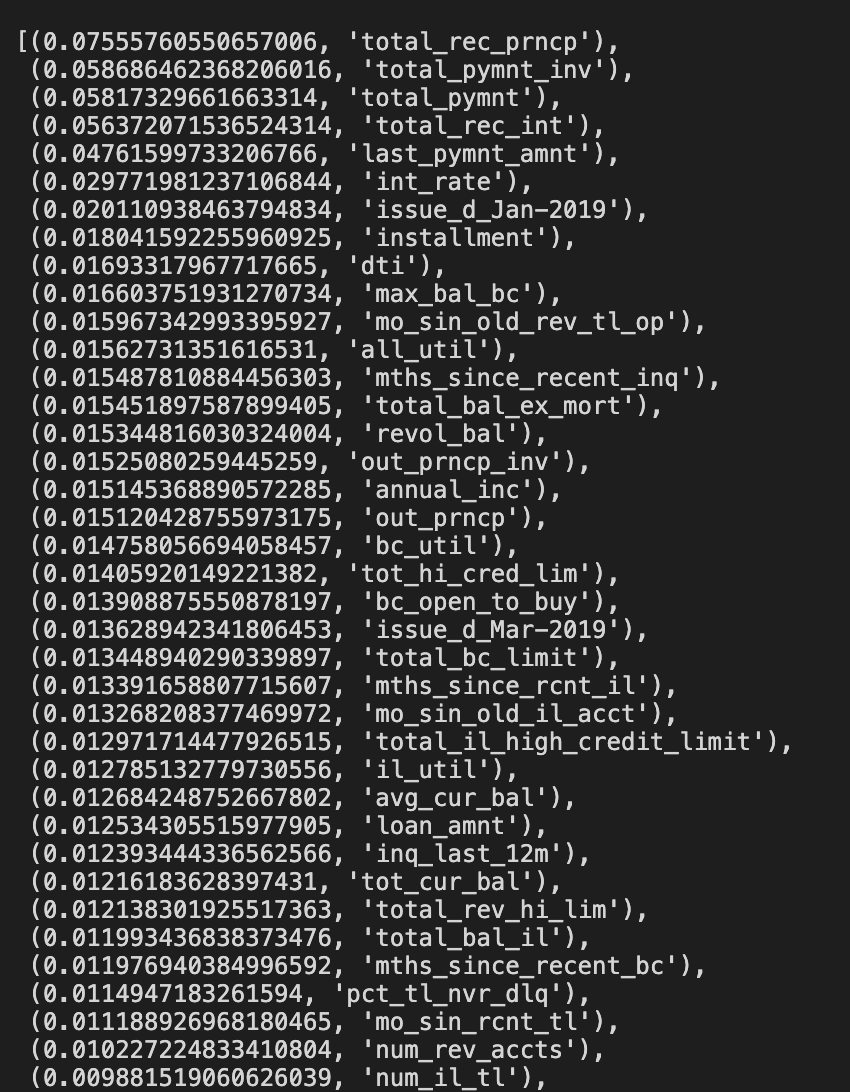 [(0.07555760550657006, 'total_rec_prncp'),
(0.058686462368206016, 'total_pymnt_inv'),
(0.05817329661663314, 'total_pymnt'),
(0.056372071536524314, 'total_rec_int'),
(0.04761599733206766, 'last_pymnt_amnt'),
(0.029771981237106844, 'int_rate'),
(0.020110938463794834, 'issue_d_Jan-2019'),
(0.018041592255960925, 'installment'),
(0.01693317967717665, 'dti'),
(0.016603751931270734, 'max_bal_bc'),
(0.015967342993395927, 'mo_sin_old_rev_tl_op'),
(0.01562731351616531, 'all_util'),
(0.015487810884456303, 'mths_since_recent_inq'),
(0.015451897587899405, 'total_bal_ex_mort'),
(0.015344816030324004, 'revol_bal'),
(0.01525080259445259, 'out_prncp_inv'),
(0.015145368890572285, 'annual_inc'),
(0.015120428755973175, 'out_prncp'),
(0.014758056694058457, 'bc_util'),
(0.01405920149221382, 'tot_hi_cred_lim'),
(0.013908875550878197, 'bc_open_to_buy'),
(0.013628942341806453, 'issue_d_Mar-2019'),
(0.013448940290339897, 'total_bc_limit'),
(0.013391658807715607, 'mths_since_rcnt_il'),
(0.013268208377469972, 'mo_sin_old_il_acct'),
(0.012971714477926515, 'total_il_high_credit_limit'),
(0.012785132779730556, 'il_util'),
(0.012684248752667802, 'avg_cur_bal'),
(0.012534305515977905, 'loan_amnt'),
(0.012393444336562566, 'inq_last_12m'),
(0.01216183628397431, 'tot_cur_bal'),
(0.012138301925517363, 'total_rev_hi_lim'),
(0.011993436838373476, 'total_bal_il'),
(0.011976940384996592, 'mths_since_recent_bc'),
(0.0114947183261594, 'pct_tl_nvr_dlq'),
(0.011188926968180465, 'mo_sin_rcnt_tl'),
(0.010227224833410804, 'num_rev_accts'),
(0.009881519060626039, 'num_il_tl'),